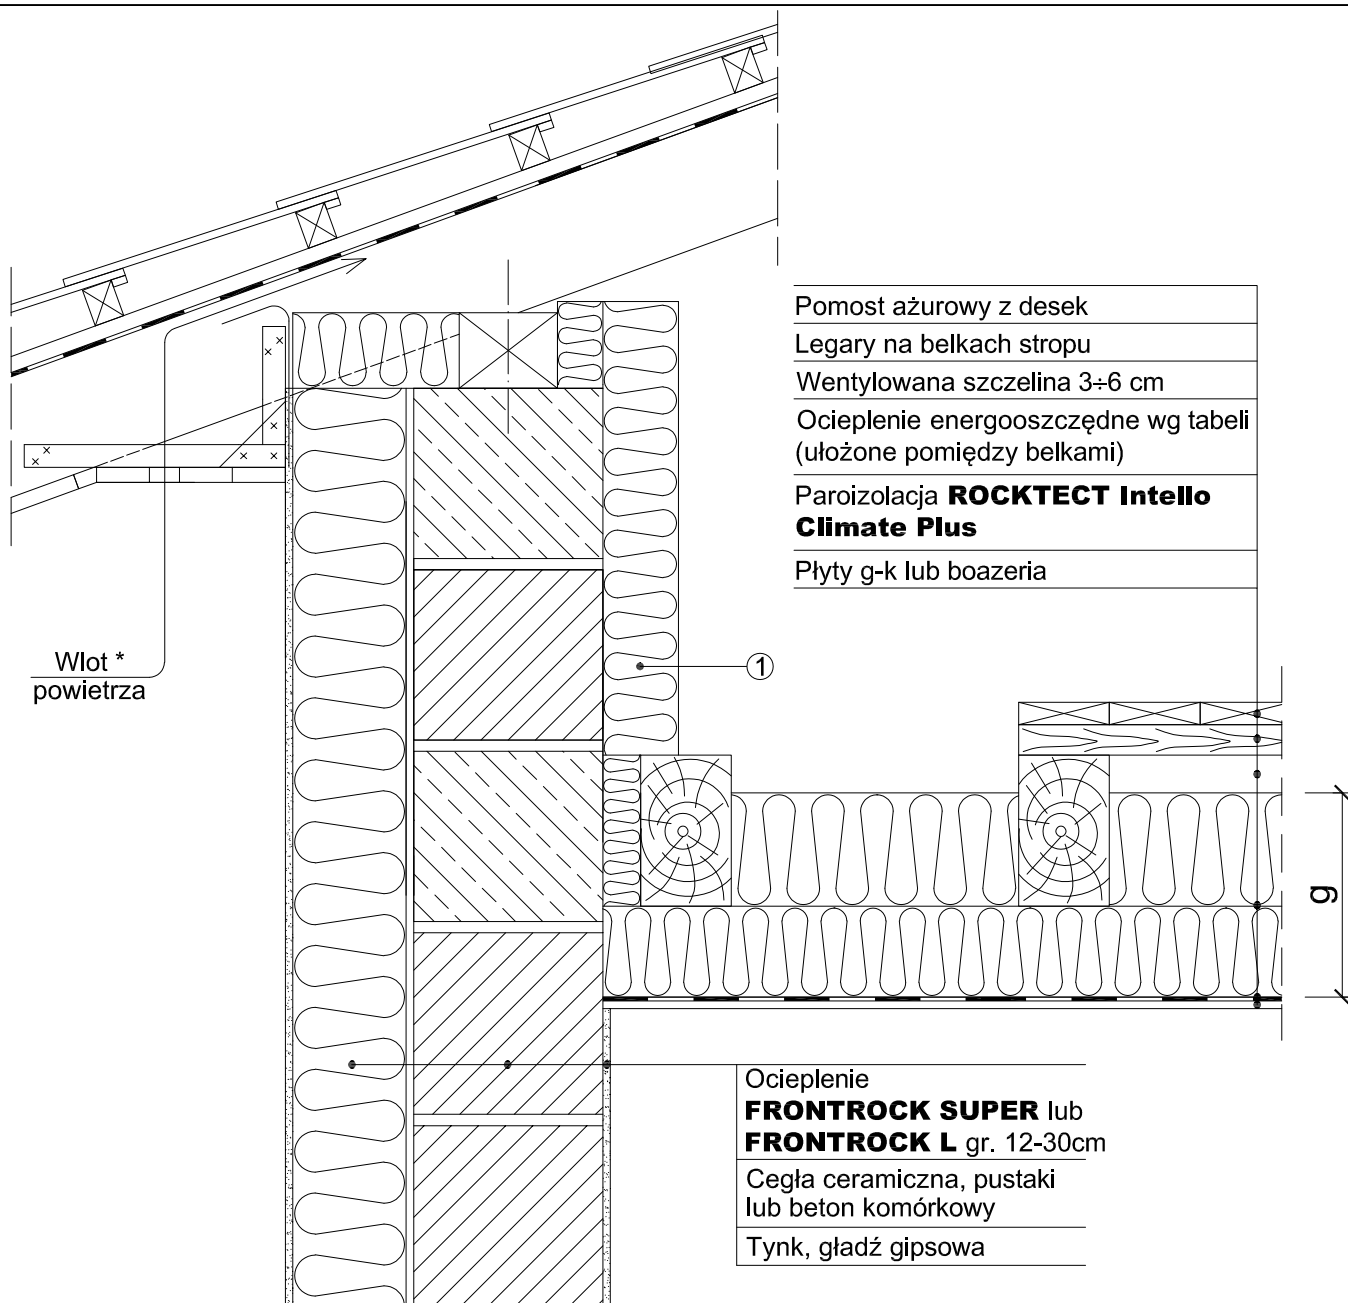 Pomost ażurowy z desek
Legary na belkach stropu
Wentylowana szczelina 3÷6 cm
Ocieplenie energooszczędne wg tabeli
(ułożone pomiędzy belkami)
Paroizolacja ROCKTECT Intello
Climate Plus
Płyty g-k lub boazeria
Wlot *
powietrza
1
g
Ocieplenie
FRONTROCK SUPER lub
FRONTROCK L gr. 12-30cm
Cegła ceramiczna, pustaki
lub beton komórkowy
Tynk, gładź gipsowa